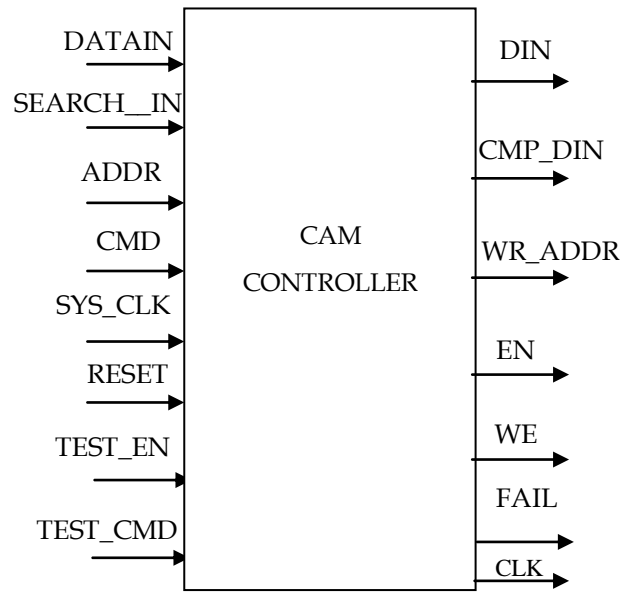 DATAIN
SEARCH__IN
ADDR
CMD
SYS_CLK
RESET
TEST_EN
TEST_CMD
CAM
CONTROLLER
DIN
CMP_DIN
WR_ADDR
EN
WE
FAIL
CLK